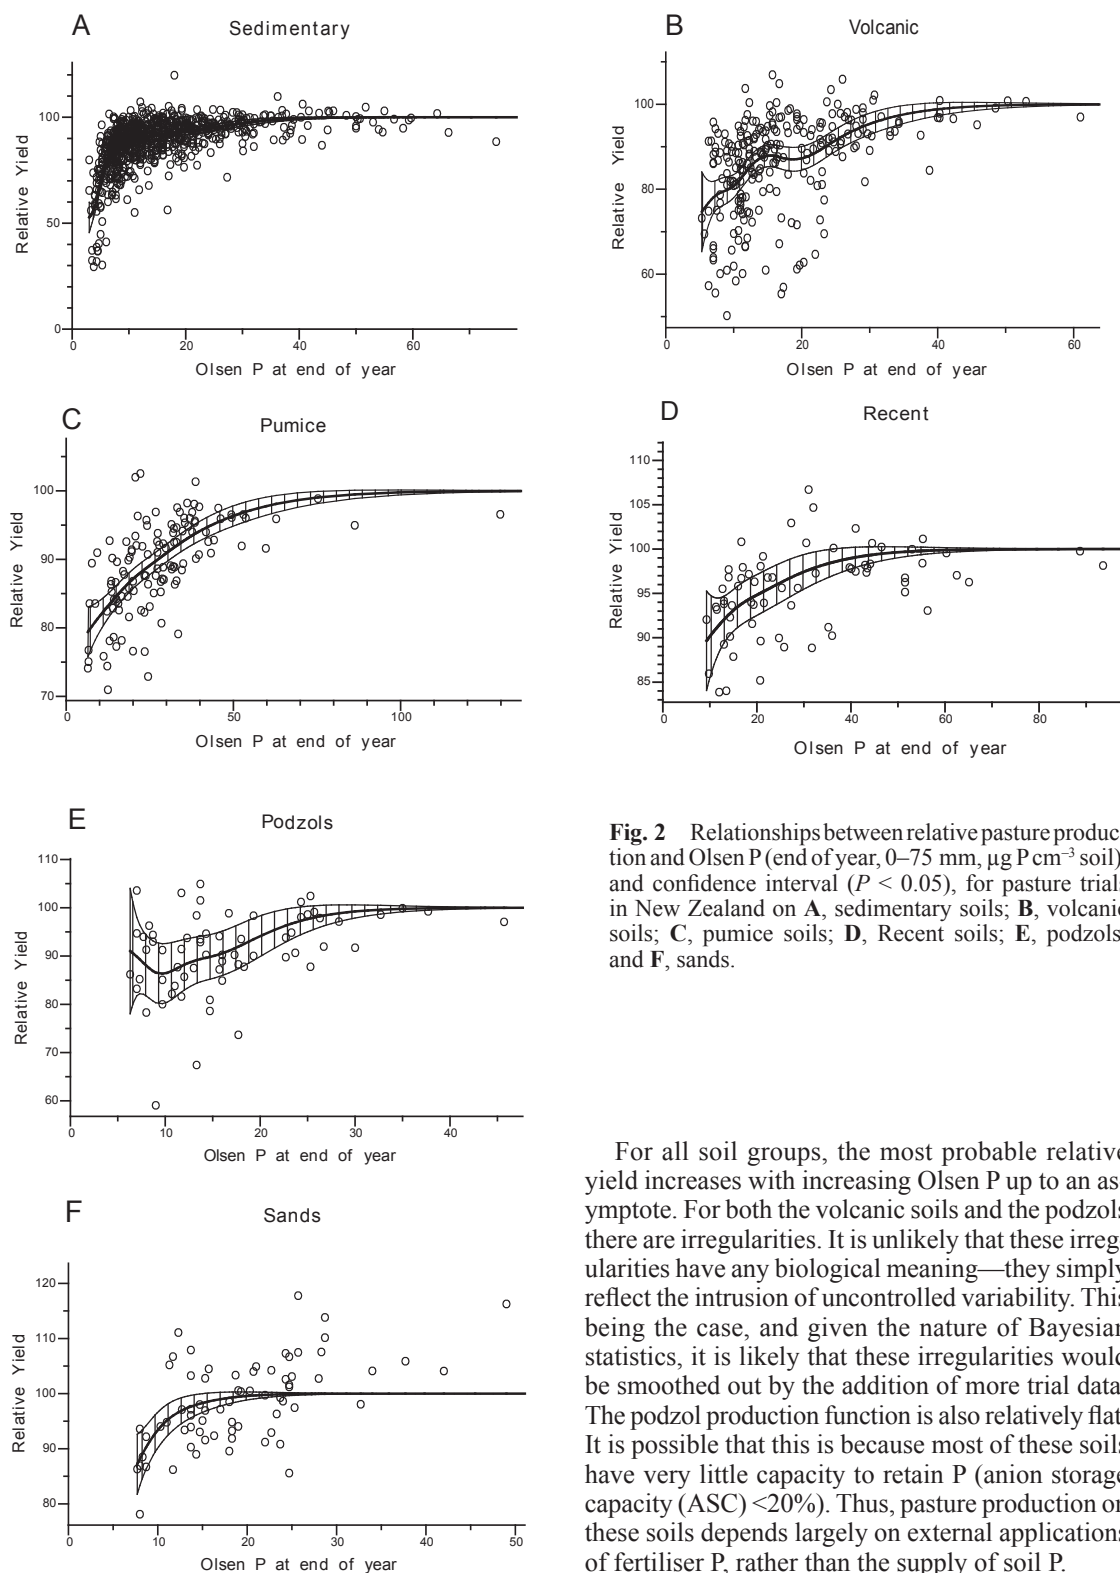 A
Sedimentary
100
50
0
Relative Yield
0 20 40 60
Olsen P at end of year
B
Volcanic
100
80
60
Relative Yield
0 20 40 60
Olsen P at end of year
C
Pumice
100
90
80
70
Relative Yield
0 50 100
Olsen P at end of year
D
Recent
110
105
100
95
90
85
Relative Yield
0 20 40 60 80
Olsen P at end of year
E
Podzols
110
100
90
80
70
60
Relative Yield
0 10 20 30 40
Olsen P at end of year
Fig. 2 Relationships between relative pasture produc
tion and Olsen P (end of year, 0–75 mm, µg P cm–3 soil)
and confidence interval (P < 0.05), for pasture trials
in New Zealand on A, sedimentary soils; B, volcanic
soils; C, pumice soils; D, Recent soils; E, podzols
and F, sands.
F
Sands
120
110
100
90
80
Relative Yield
0 10 20 30 40 50
Olsen P at end of year
For all soil groups, the most probable relative
yield increases with increasing Olsen P up to an as
ymptote. For both the volcanic soils and the podzols
there are irregularities. It is unlikely that these irreg
ularities have any biological meaning—they simply
reflect the intrusion of uncontrolled variability. This
being the case, and given the nature of Bayesian
statistics, it is likely that these irregularities would
be smoothed out by the addition of more trial data
The podzol production function is also relatively flat
It is possible that this is because most of these soils
have very little capacity to retain P (anion storage
capacity (ASC) <20%). Thus, pasture production on
these soils depends largely on external applications
of fertiliser P, rather than the supply of soil P.